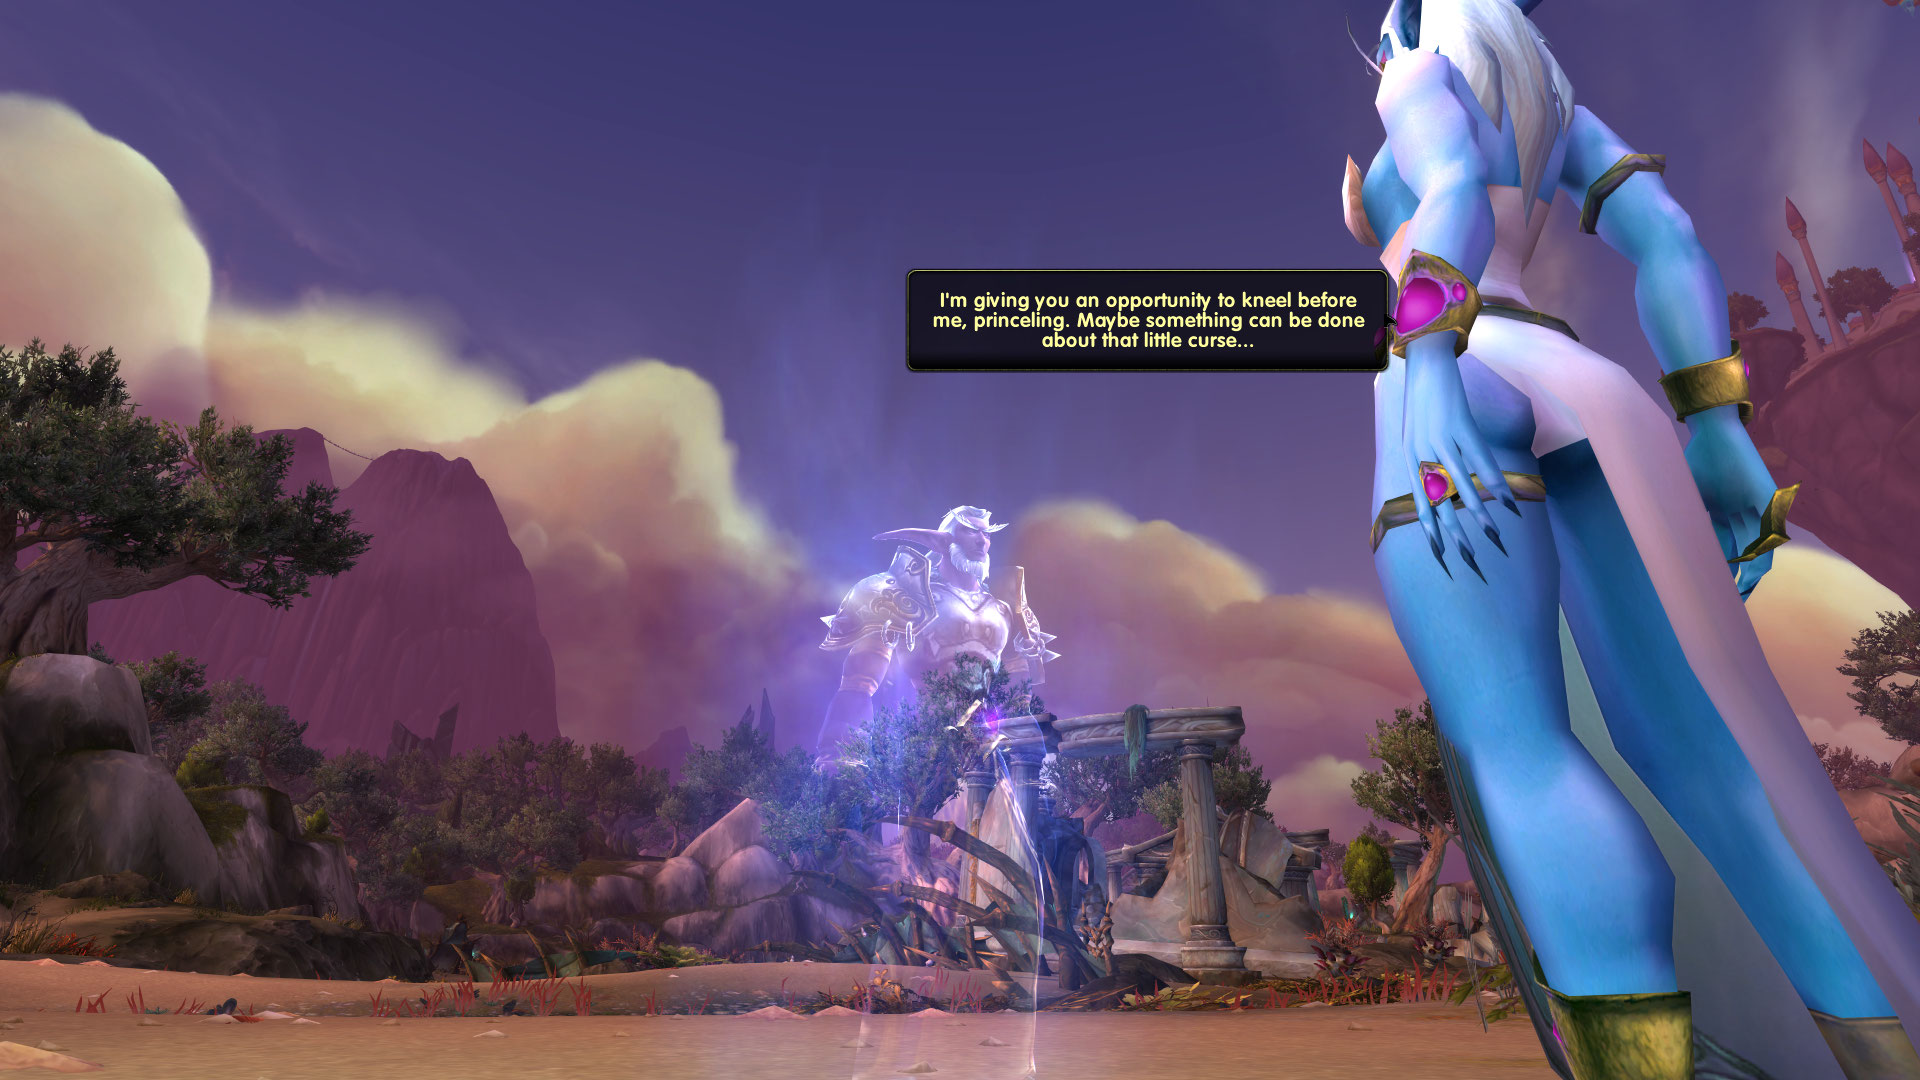 I'm giving you an opportunity to kneel before
me, princeling. Maybe something can be done
about that little curse...